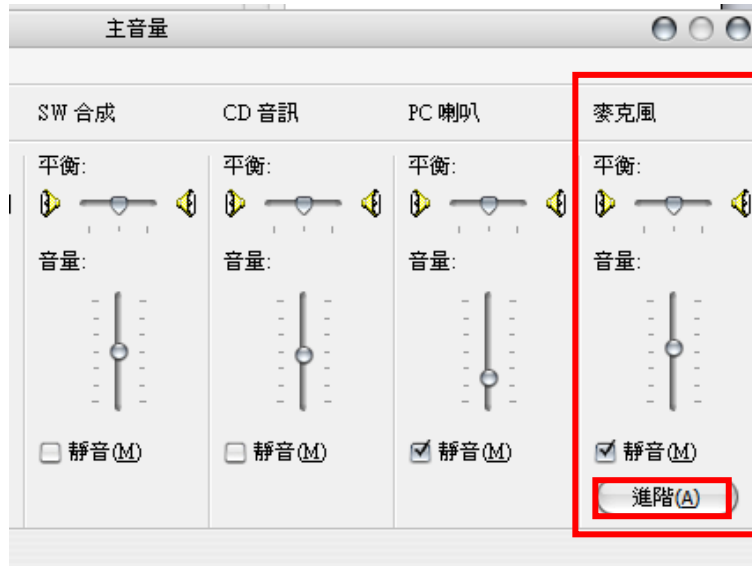 主音量
SW 合成
CD 音訊
PC 喇叭
麥克風
平衡:
平衡:
平衡:
平衡:
音量:
音量:
音量:
音量:
靜音(M)
靜音(M)
靜音(M)
靜音(M)
進階(A)